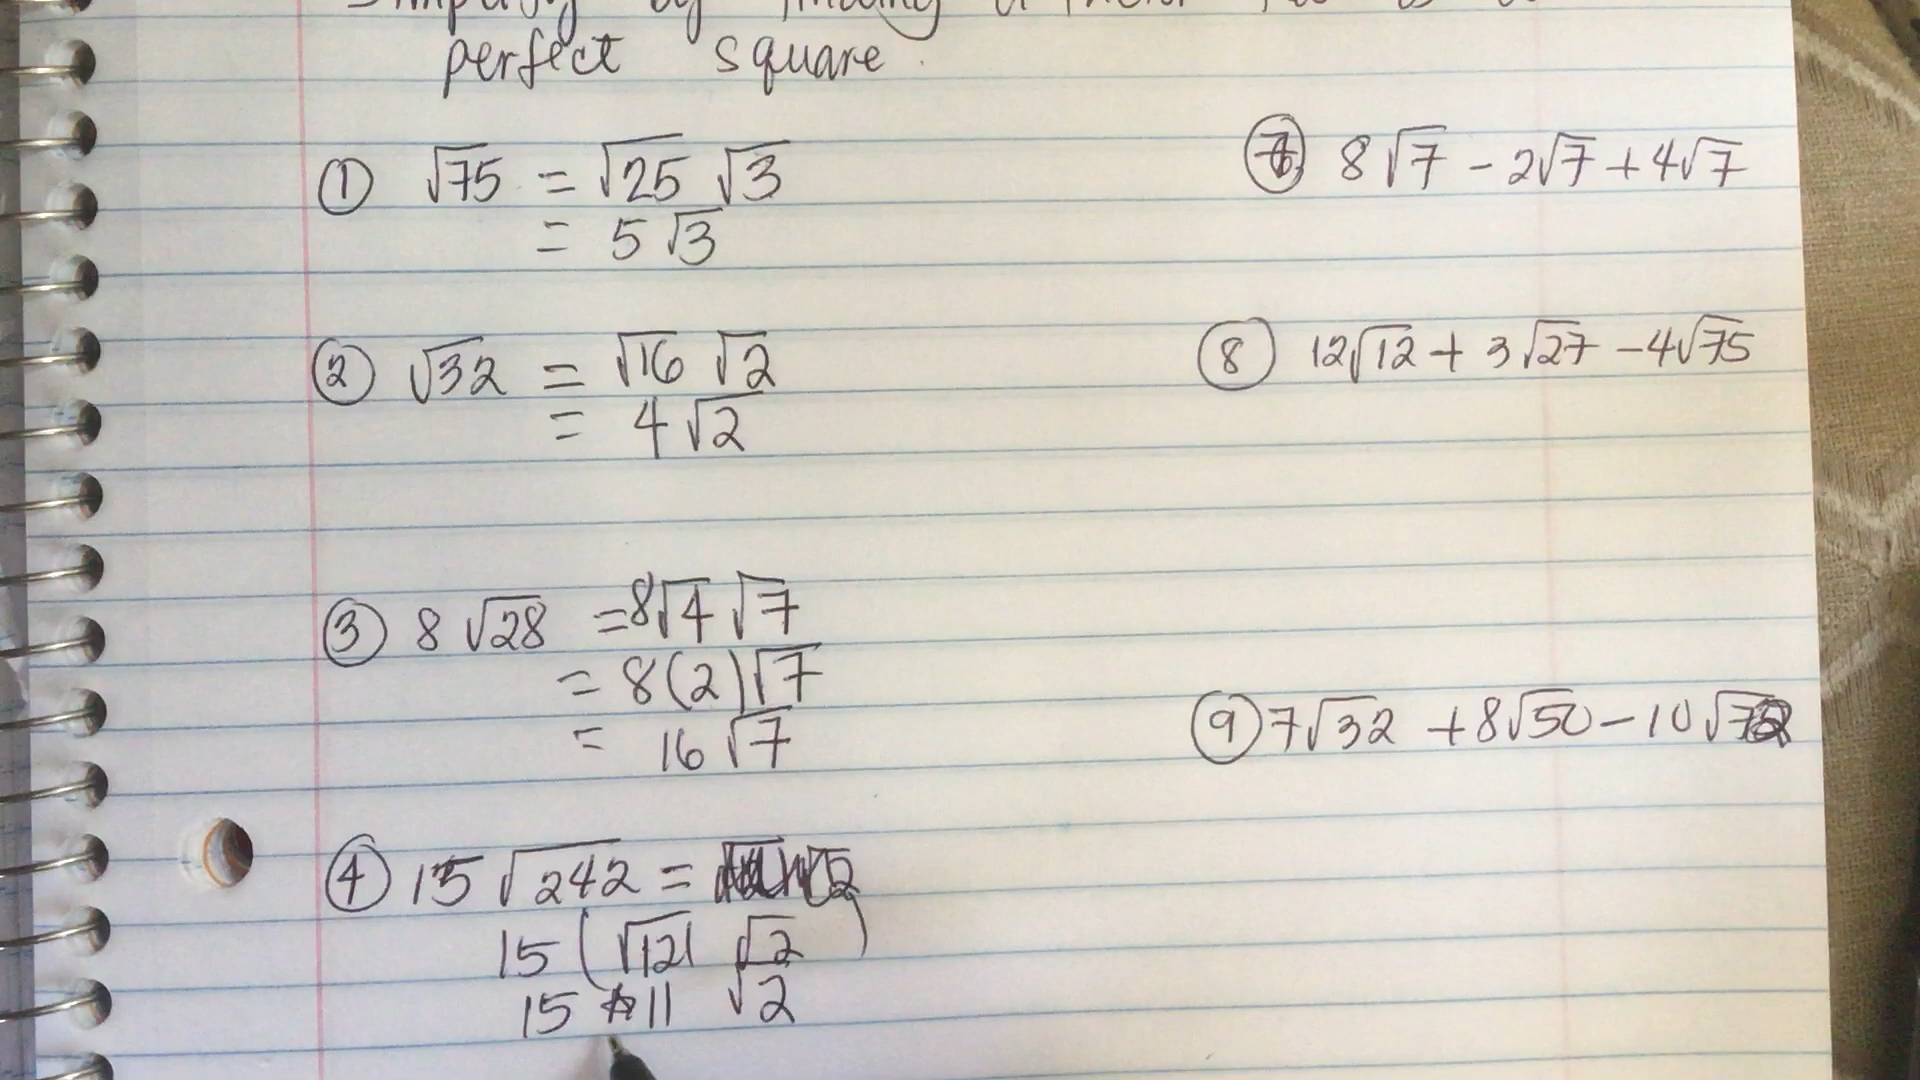 perfect square
① √75 = √25 √3
= 5√3
② √32 = √16 √2
= 4√2
③ 8√28 = 8√4 √7
= 8(2)√7
= 16√7
④ 15√242 =
15(√121 √2)
15 * 11 √2
⑦ 8√7 - 2√7 + 4√7
⑧ 12√12 + 3√27 - 4√75
⑨ 7√32 + 8√50 - 10√72